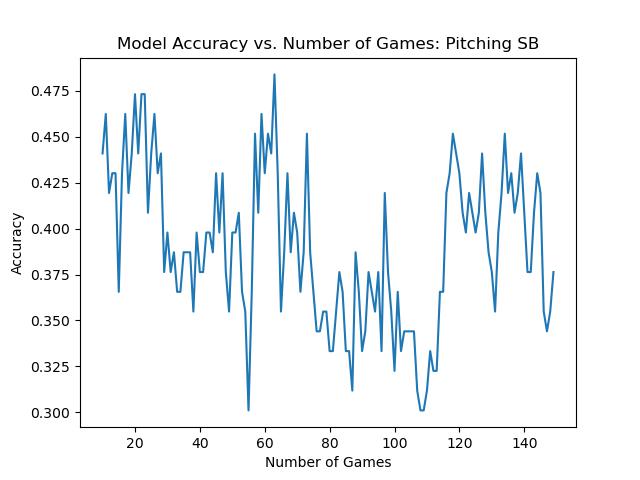 Model Accuracy vs. Number of Games: Pitching SB
0.475
0.450
0.425
0.400
0.375
0.350
0.325
0.300
Accuracy
20 40 60 80 100 120 140
Number of Games